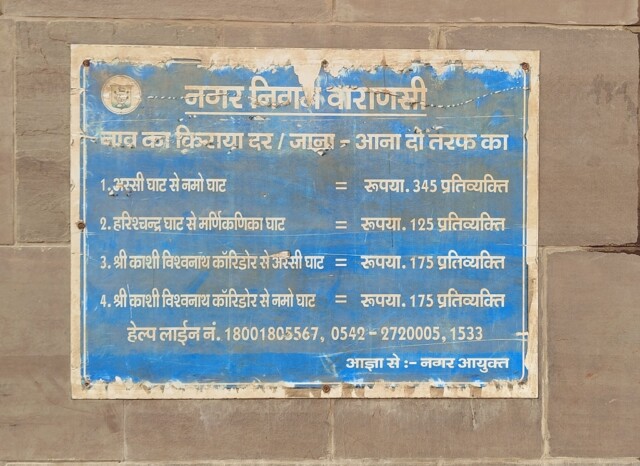 नगर निगम वाराणसी
नाव का किराया दर / जाना - आना दो तरफ का
1. अस्सी घाट से नमो घाट = रूपया. 345 प्रतिव्यक्ति
2. हरिश्चन्द्र घाट से मर्णिकणिका घाट = रूपया. 125 प्रतिव्यक्ति
3. श्री काशी विश्वनाथ कॉरिडोर से अस्सी घाट = रूपया. 175 प्रतिव्यक्ति
4. श्री काशी विश्वनाथ कॉरिडोर से नमो घाट = रूपया. 175 प्रतिव्यक्ति
हेल्प लाईन नं. 18001805567, 0542-2720005, 1533
आज्ञा से :- नगर आयुक्त